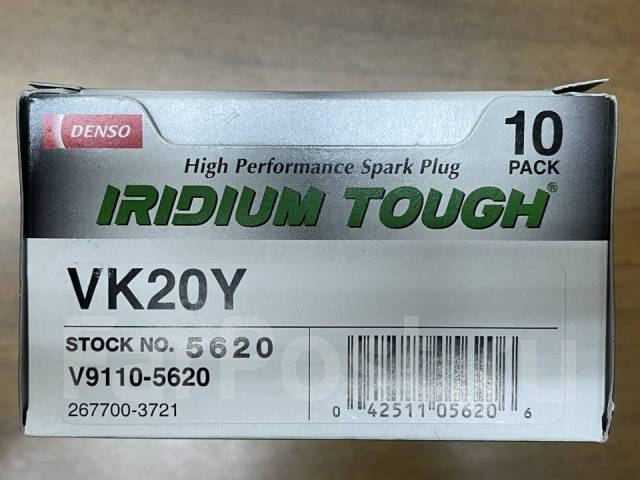 DENSO
10
PACK
High Performance Spark Plug
IRIDIUM TOUGH®
VK20Y
STOCK NO. 5620
V9110-5620
267700-3721
0 42511 05620 6